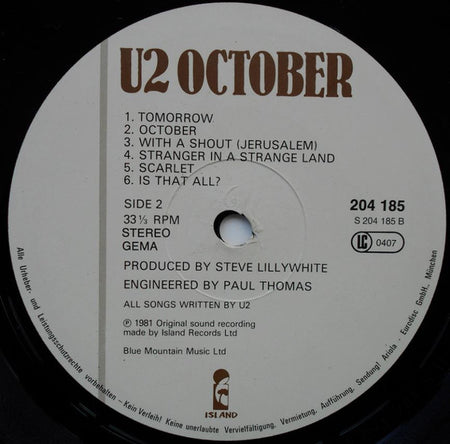 U2 OCTOBER
1. TOMORROW
2. OCTOBER
3. WITH A SHOUT (JERUSALEM)
4. STRANGER IN A STRANGE LAND
5. SCARLET
6. IS THAT ALL?
SIDE 2
204 185
33⅓ RPM
S 204 185 B
STEREO
GEMA
LC 0407
PRODUCED BY STEVE LILLYWHITE
ENGINEERED BY PAUL THOMAS
ALL SONGS WRITTEN BY U2
℗ 1981 Original sound recording
made by Island Records Ltd
Blue Mountain Music Ltd
ISLAND
Alle Urheber- und Leistungsschutzrechte vorbehalten - Kein Verleih! Keine unerlaubte Vervielfältigung, Vermietung, Aufführung, Sendung! Ariola - Eurodisc GmbH., München